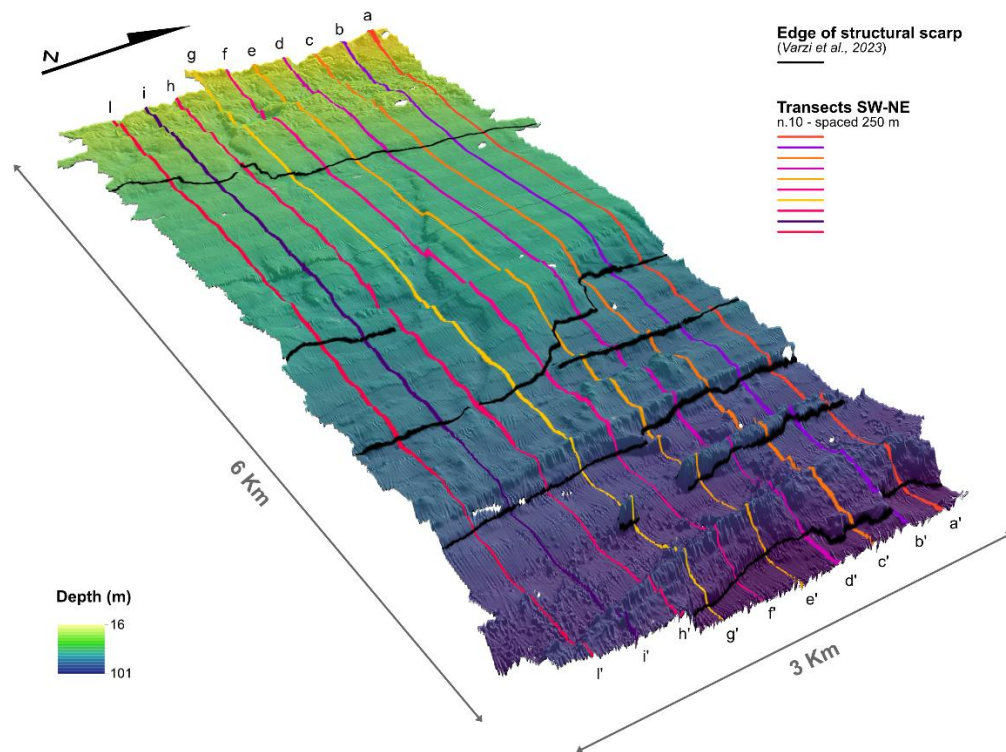 N
a
b
c
d
e
f
g
h
i
l
Edge of structural scarp
(Varzi et al., 2023)
Transects SW-NE
n.10 - spaced 250 m
6 Km
Depth (m)
16
101
a'
b'
c'
d'
e'
f'
g'
h'
i'
l'
3 Km